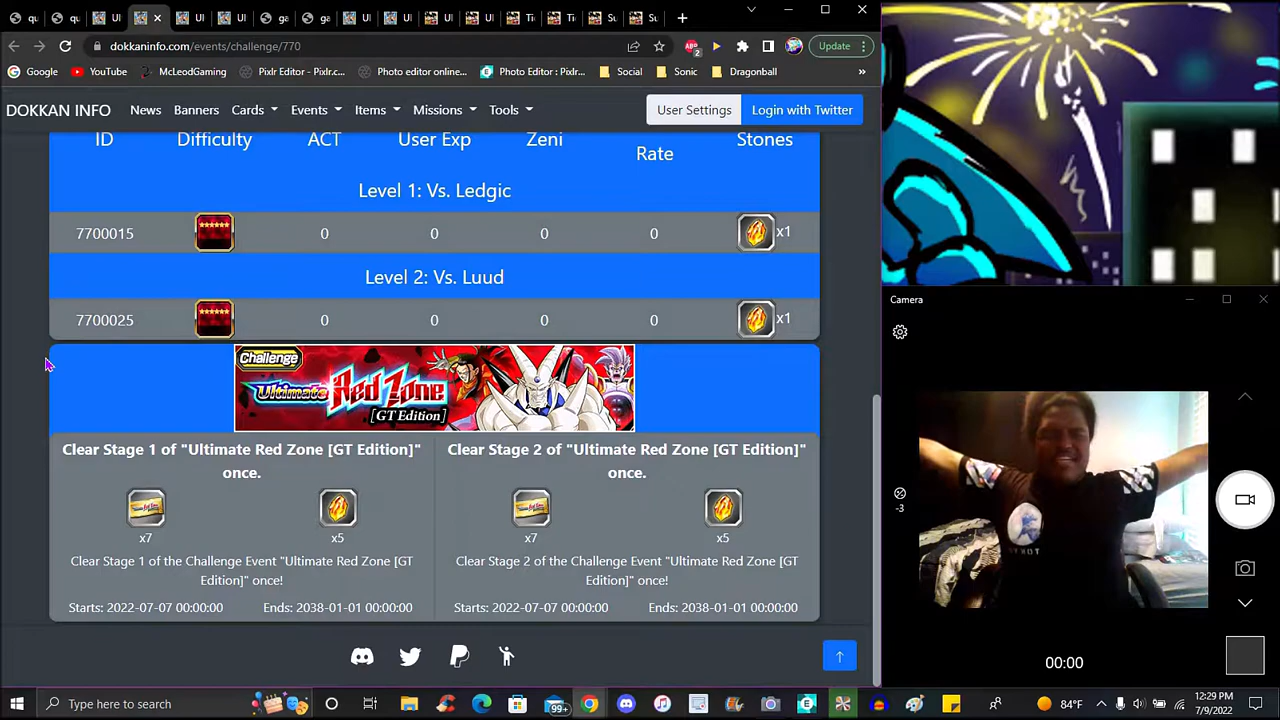 Update
dokkaninfo.com/events/challenge/770
Google
YouTube
McLeodGaming
Pixlr Editor - Pixlr.c...
Photo editor online...
Photo Editor : Pixlr...
Social
Sonic
Dragonball
DOKKAN INFO
News
Banners
Cards
Events
Items
Missions
Tools
User Settings
Login with Twitter
ID
Difficulty
ACT
User Exp
Zeni
Rate
Stones
Level 1: Vs. Ledgic
7700015
0
0
0
0
x1
Level 2: Vs. Luud
7700025
0
0
0
0
x1
Challenge
Ultimate Red Zone
[GT Edition]
Clear Stage 1 of "Ultimate Red Zone [GT Edition]"
once.
x7
x5
Clear Stage 1 of the Challenge Event "Ultimate Red Zone [GT
Edition]" once!
Starts: 2022-07-07 00:00:00
Ends: 2038-01-01 00:00:00
Clear Stage 2 of "Ultimate Red Zone [GT Edition]"
once.
x7
x5
Clear Stage 2 of the Challenge Event "Ultimate Red Zone [GT
Edition]" once!
Starts: 2022-07-07 00:00:00
Ends: 2038-01-01 00:00:00
Camera
-3
00:00
Type here to search
99+
84°F
12:29 PM
7/9/2022